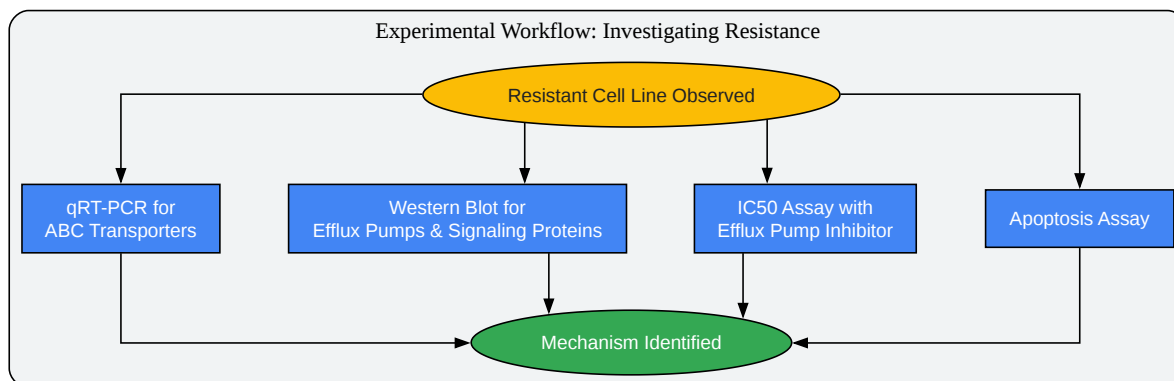 Experimental Workflow: Investigating Resistance
Resistant Cell Line Observed
qRT-PCR for
ABC Transporters
Western Blot for
Efflux Pumps & Signaling Proteins
IC50 Assay with
Efflux Pump Inhibitor
Apoptosis Assay
Mechanism Identified